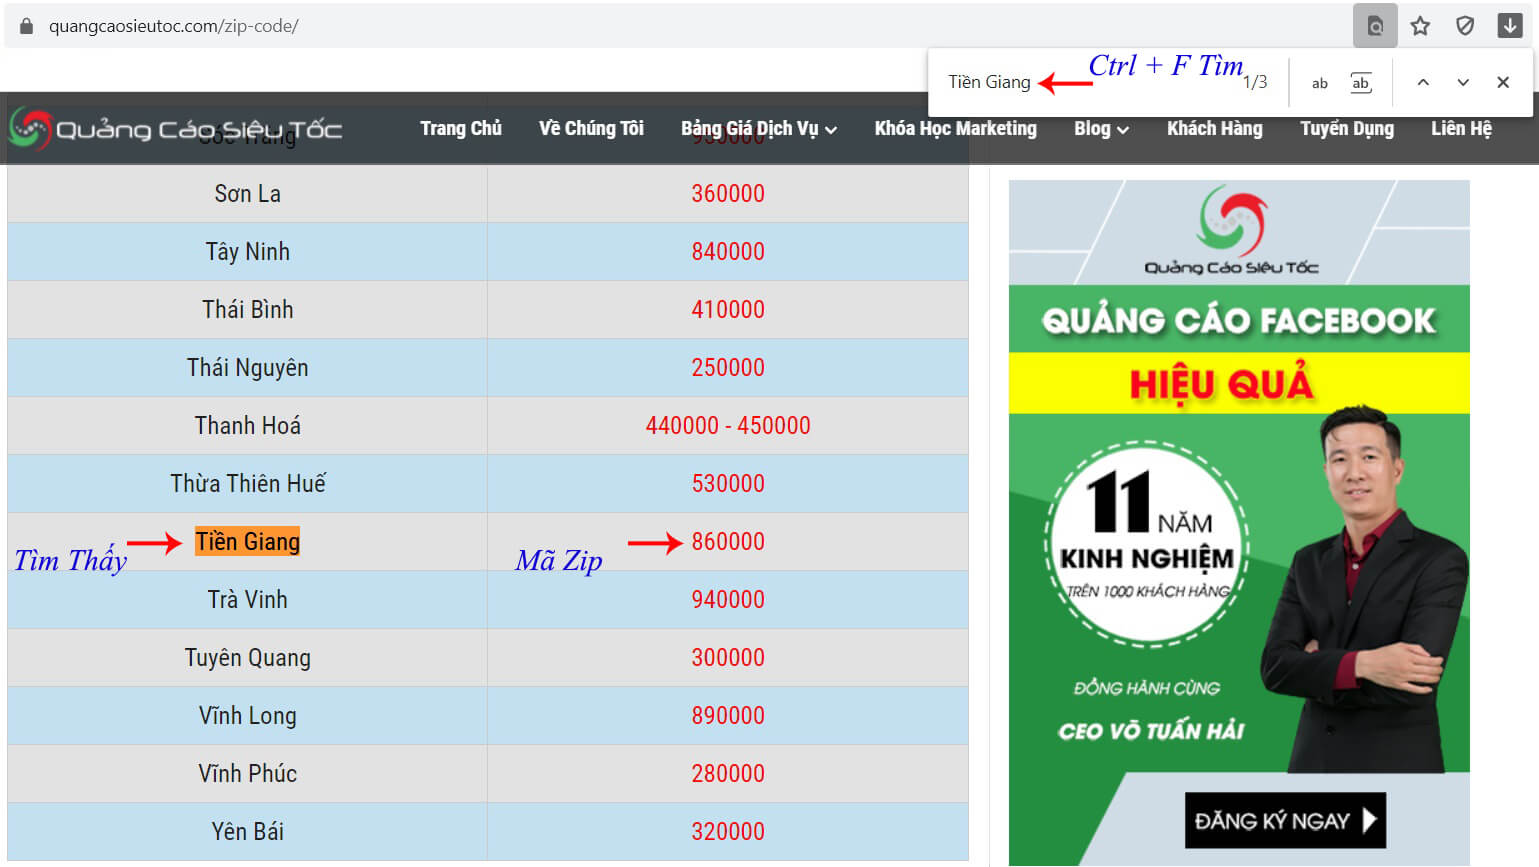 quangcaosieutoc.com/zip-code/
Tiền Giang
Ctrl + F Tìm
1/3
ab
ab
Quảng Cáo Siêu Tốc
Trang Chủ
Về Chúng Tôi
Bảng Giá Dịch Vụ
Khóa Học Marketing
Blog
Khách Hàng
Tuyển Dụng
Liên Hệ
Sóc Trăng
950000
Sơn La 360000
Tây Ninh 840000
Thái Bình 410000
Thái Nguyên 250000
Thanh Hoá 440000 - 450000
Thừa Thiên Huế 530000
Tìm Thấy Tiền Giang Mã Zip 860000
Trà Vinh 940000
Tuyên Quang 300000
Vĩnh Long 890000
Vĩnh Phúc 280000
Yên Bái 320000
Quảng Cáo Siêu Tốc
QUẢNG CÁO FACEBOOK
HIỆU QUẢ
11 NĂM
KINH NGHIỆM
TRÊN 1000 KHÁCH HÀNG
ĐỒNG HÀNH CÙNG
CEO VÕ TUẤN HẢI
ĐĂNG KÝ NGAY